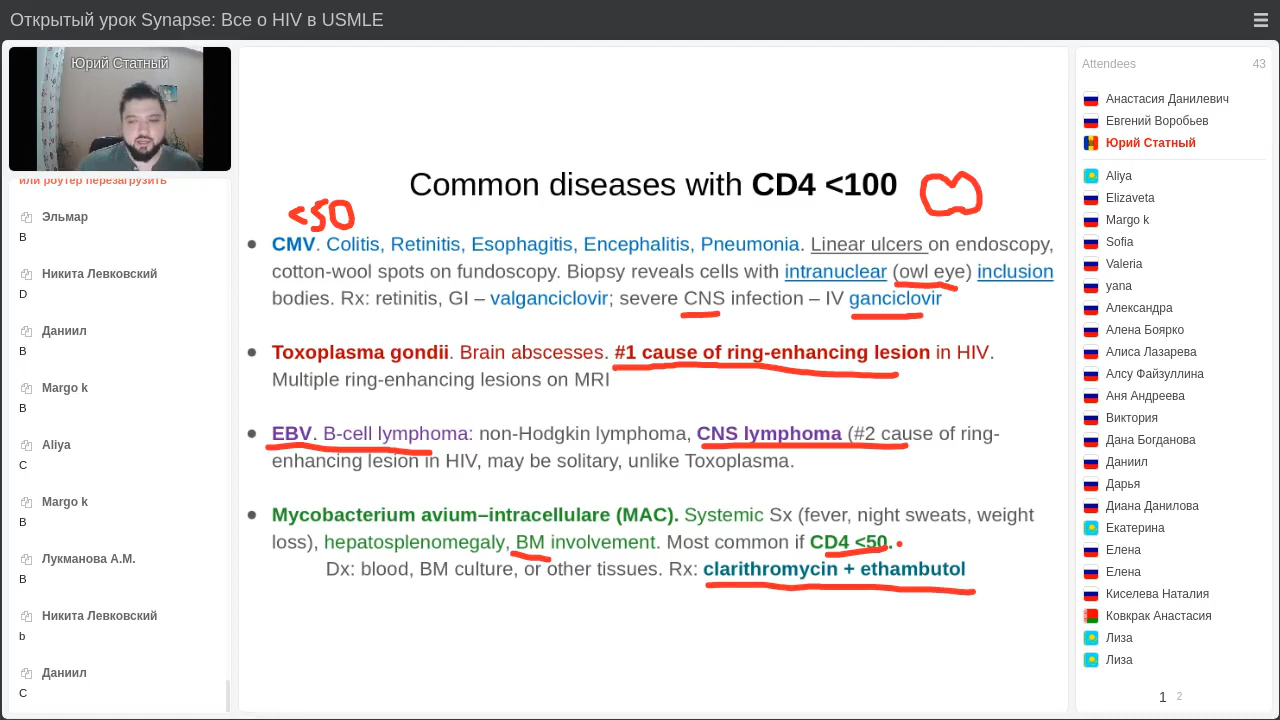 Открытый урок Synapse: Все о HIV в USMLE
Юрий Статный
или роутер перезагрузить
Эльмар
B
Никита Левковский
D
Даниил
B
Margo k
B
Aliya
C
Margo k
B
Лукманова А.М.
B
Никита Левковский
b
Даниил
C
Common diseases with CD4 <100
<50
CMV. Colitis, Retinitis, Esophagitis, Encephalitis, Pneumonia. Linear ulcers on endoscopy,
cotton-wool spots on fundoscopy. Biopsy reveals cells with intranuclear (owl eye) inclusion
bodies. Rx: retinitis, GI – valganciclovir; severe CNS infection – IV ganciclovir
Toxoplasma gondii. Brain abscesses. #1 cause of ring-enhancing lesion in HIV.
Multiple ring-enhancing lesions on MRI
EBV. B-cell lymphoma: non-Hodgkin lymphoma, CNS lymphoma (#2 cause of ring-
enhancing lesion in HIV, may be solitary, unlike Toxoplasma.
Mycobacterium avium–intracellulare (MAC). Systemic Sx (fever, night sweats, weight
loss), hepatosplenomegaly, BM involvement. Most common if CD4 <50.
Dx: blood, BM culture, or other tissues. Rx: clarithromycin + ethambutol
Attendees 43
Анастасия Данилевич
Евгений Воробьев
Юрий Статный
Aliya
Elizaveta
Margo k
Sofia
Valeria
yana
Александра
Алена Боярко
Алиса Лазарева
Алсу Файзуллина
Аня Андреева
Виктория
Дана Богданова
Даниил
Дарья
Диана Данилова
Екатерина
Елена
Елена
Киселева Наталия
Ковкрак Анастасия
Лиза
Лиза
1 2